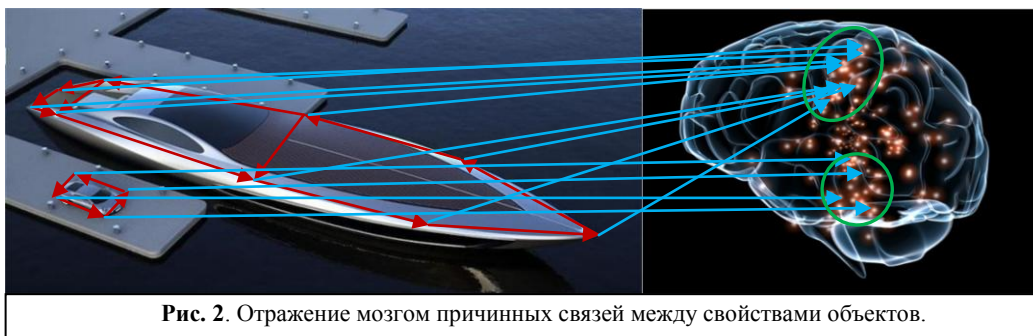 Рис. 2. Отражение мозгом причинных связей между свойствами объектов.